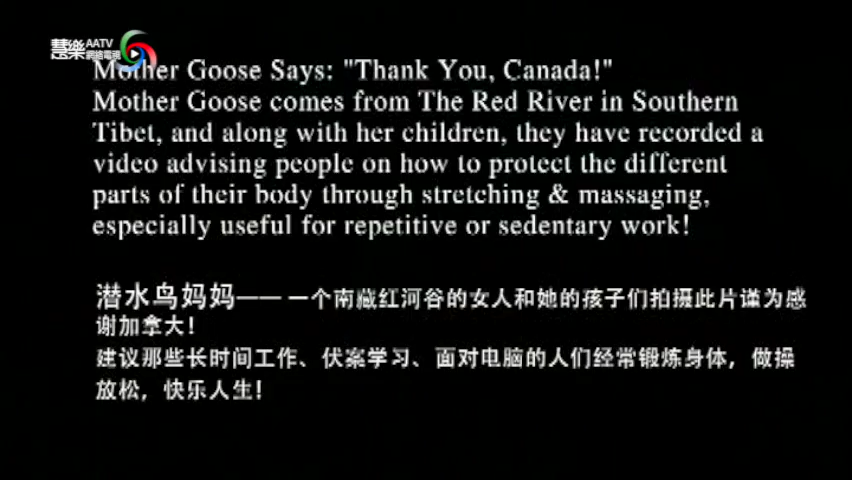 慧樂 AATV
網絡電視
Mother Goose Says: "Thank You, Canada!"
Mother Goose comes from The Red River in Southern
Tibet, and along with her children, they have recorded a
video advising people on how to protect the different
parts of their body through stretching & massaging,
especially useful for repetitive or sedentary work!
潜水鸟妈妈—— 一个南藏红河谷的女人和她的孩子们拍摄此片谨为感
谢加拿大！
建议那些长时间工作、伏案学习、面对电脑的人们经常锻炼身体，做操
放松，快乐人生！